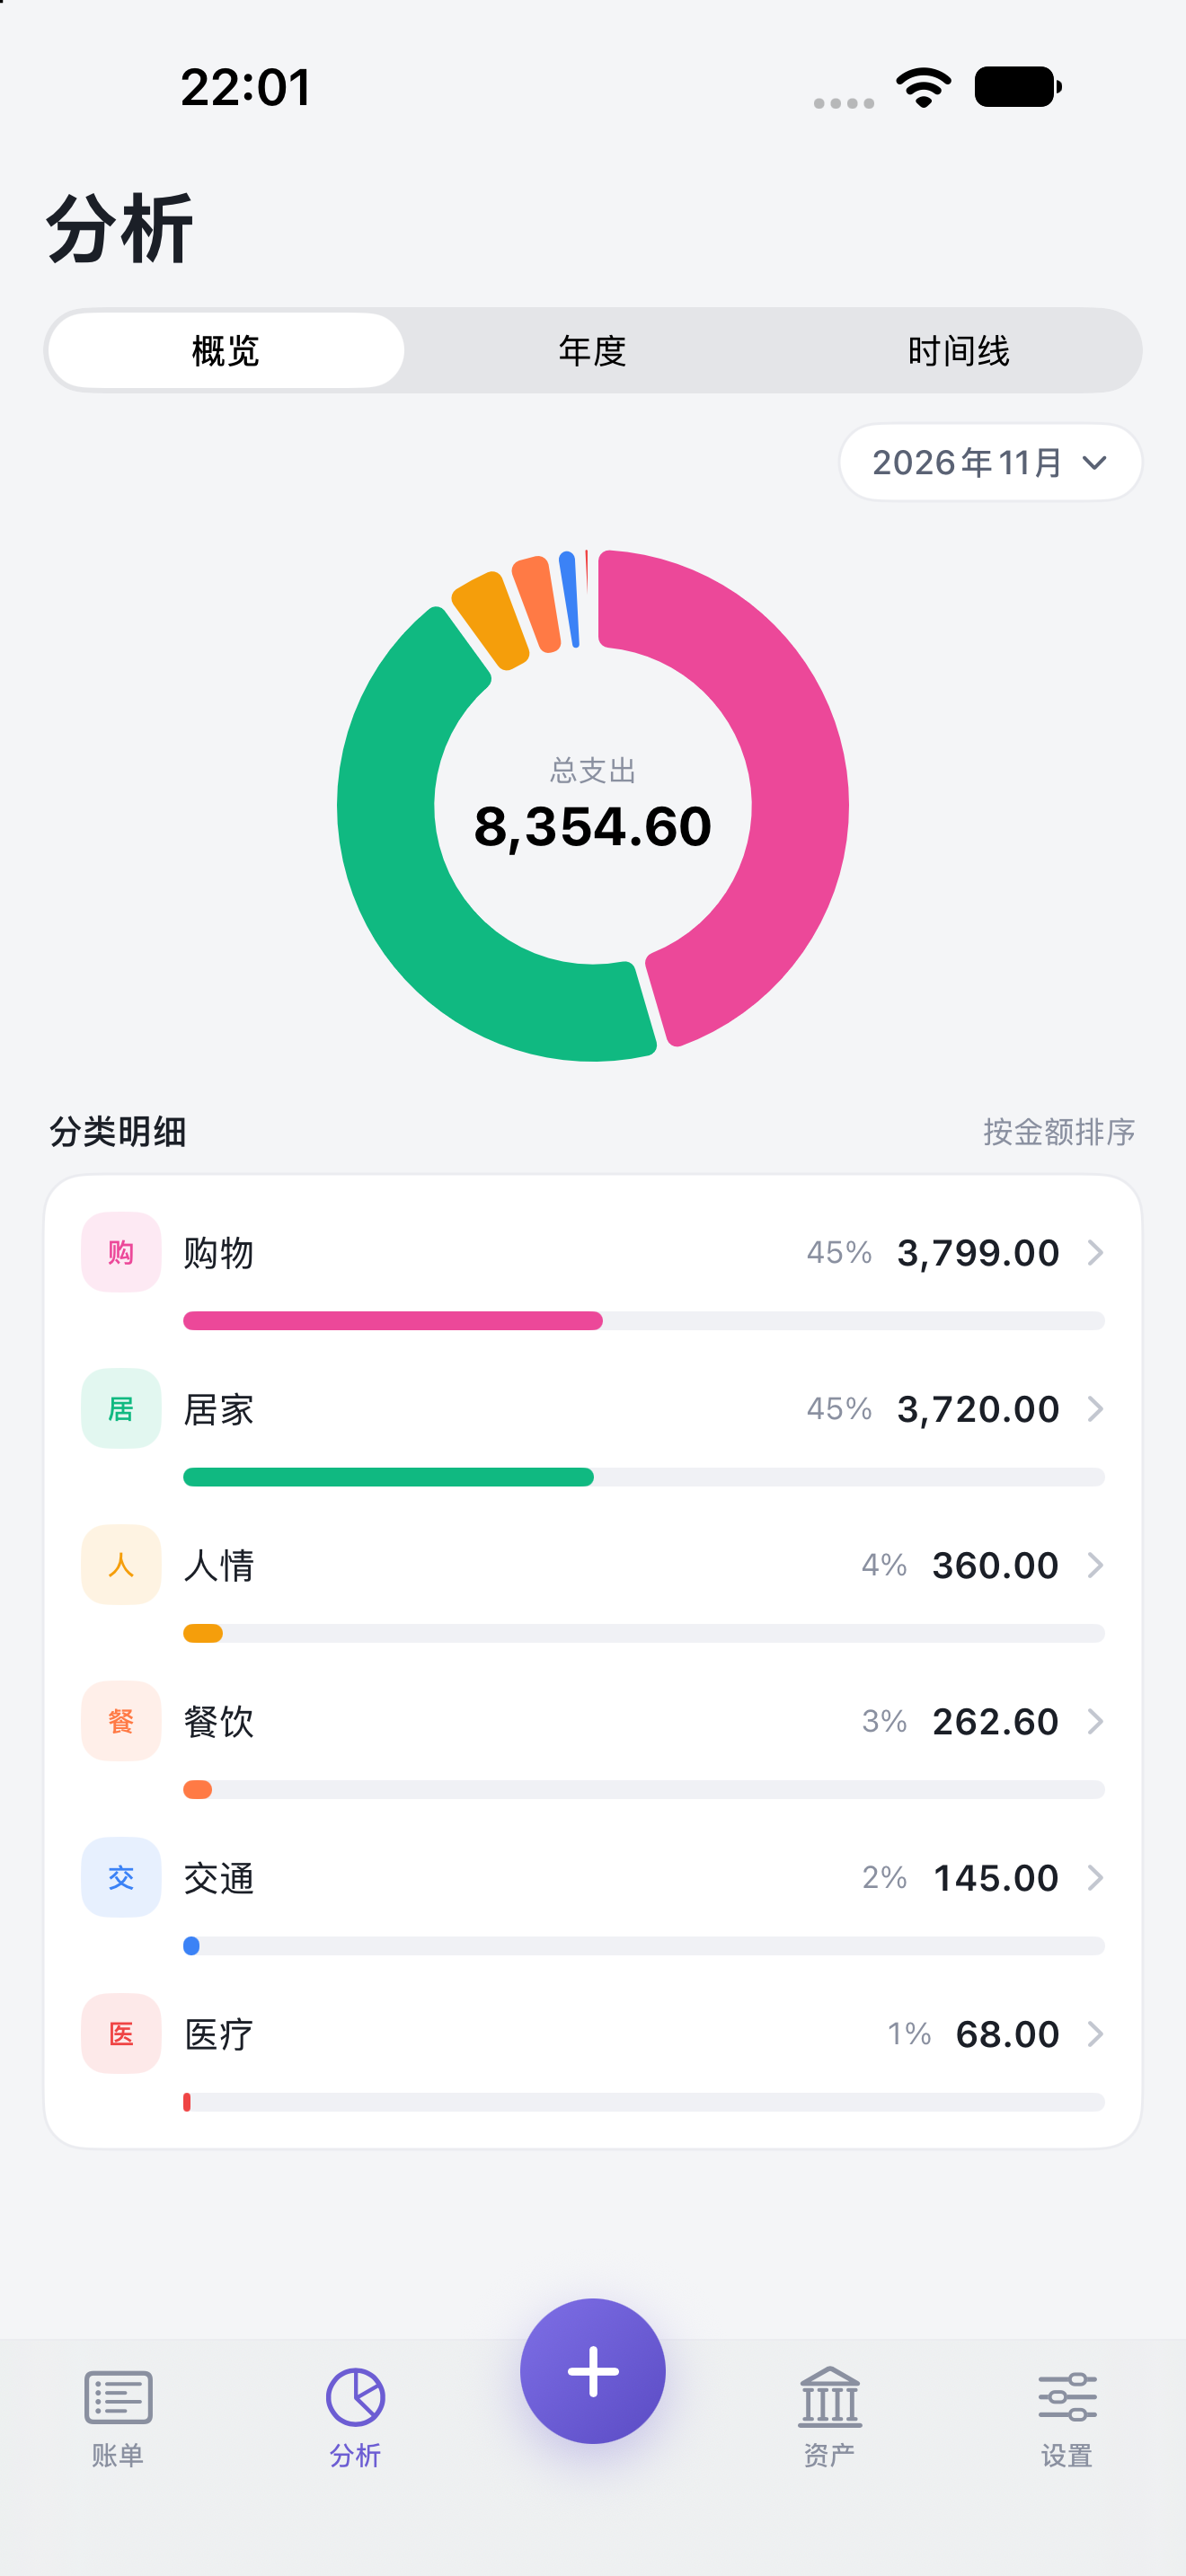 22:01
分析
概览 年度 时间线
2026年11月
总支出
8,354.60
分类明细 按金额排序
购 购物 45% 3,799.00
居 居家 45% 3,720.00
人 人情 4% 360.00
餐 餐饮 3% 262.60
交 交通 2% 145.00
医 医疗 1% 68.00
账单 分析 资产 设置